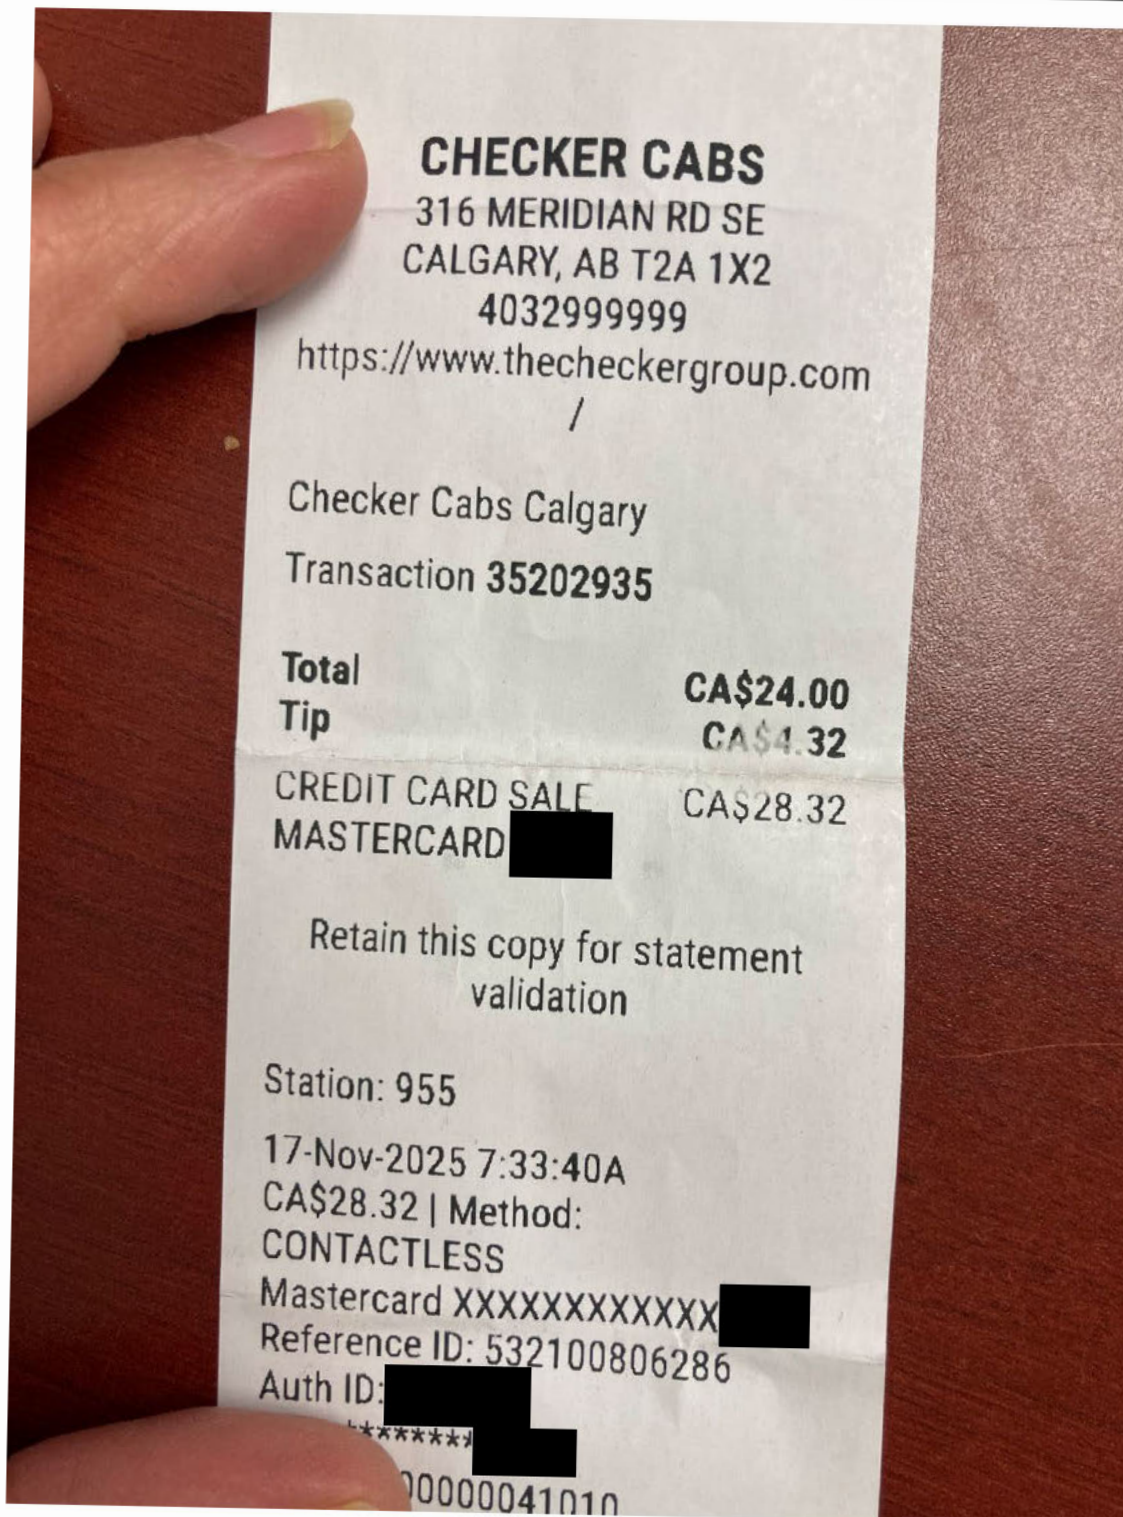 CHECKER CABS
316 MERIDIAN RD SE
CALGARY, AB T2A 1X2
4032999999
https://www.thecheckergroup.com
/
Checker Cabs Calgary
Transaction 35202935
Total CA$24.00
Tip CA$4.32
CREDIT CARD SALE CA$28.32
MASTERCARD
Retain this copy for statement
validation
Station: 955
17-Nov-2025 7:33:40A
CA$28.32 | Method:
CONTACTLESS
Mastercard XXXXXXXXXXXX
Reference ID: 532100806286
Auth ID:
********
00000041010